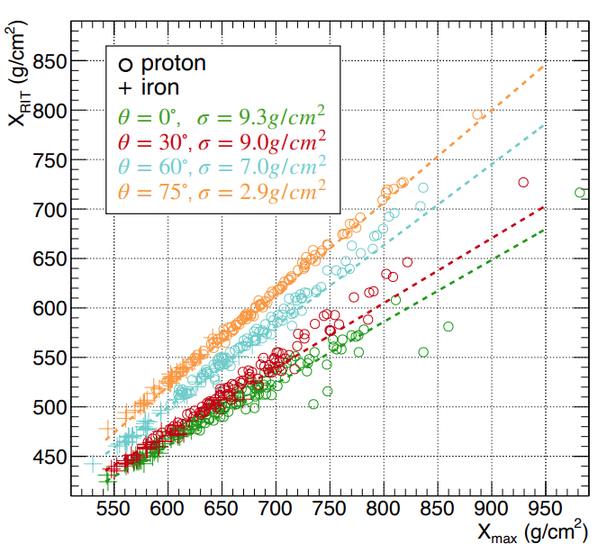 X_RIT (g/cm²)
850
800
750
700
650
600
550
500
450
proton
iron
θ = 0°, σ = 9.3g/cm²
θ = 30°, σ = 9.0g/cm²
θ = 60°, σ = 7.0g/cm²
θ = 75°, σ = 2.9g/cm²
550 600 650 700 750 800 850 900 950
X_max (g/cm²)